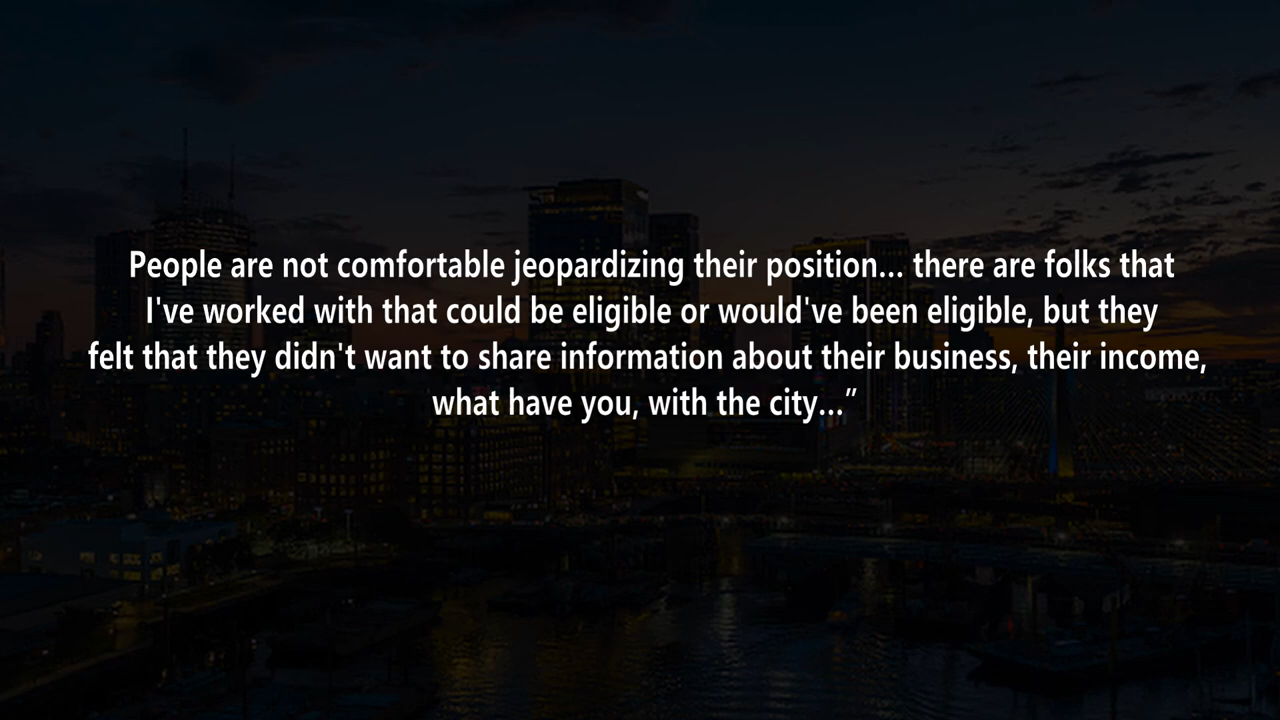 People are not comfortable jeopardizing their position... there are folks that
I've worked with that could be eligible or would've been eligible, but they
felt that they didn't want to share information about their business, their income,
what have you, with the city...”